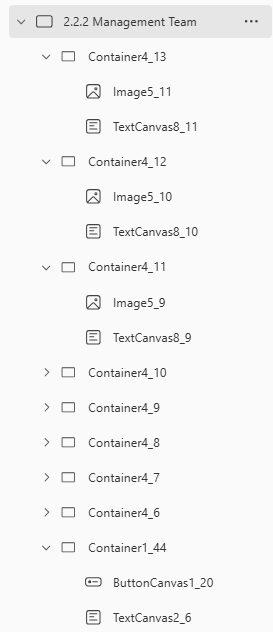 2.2.2 Management Team
Container4_13
Image5_11
TextCanvas8_11
Container4_12
Image5_10
TextCanvas8_10
Container4_11
Image5_9
TextCanvas8_9
Container4_10
Container4_9
Container4_8
Container4_7
Container4_6
Container1_44
ButtonCanvas1_20
TextCanvas2_6